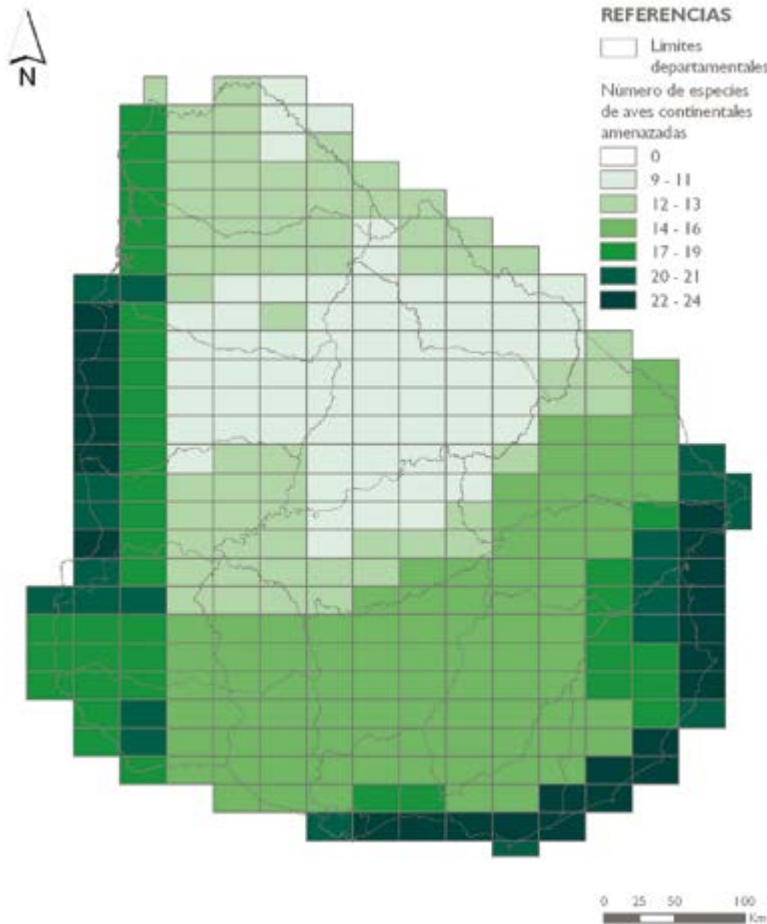 N
REFERENCIAS
Limites
departamentales
Número de especies
de aves continentales
amenazadas
0
9 - 11
12 - 13
14 - 16
17 - 19
20 - 21
22 - 24
0 25 50 100
Km